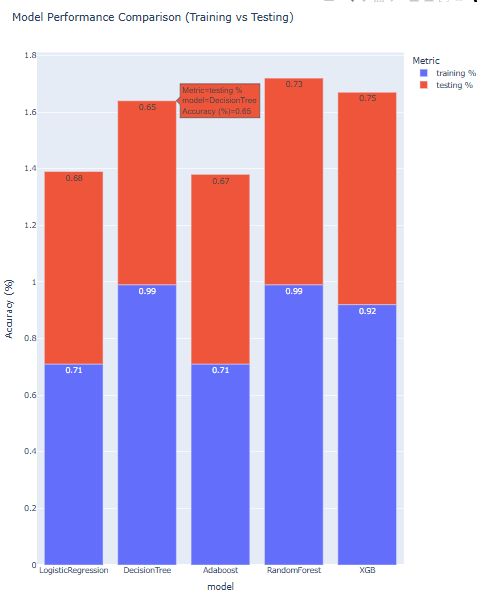 Model Performance Comparison (Training vs Testing)
Metric
training %
testing %
1.8
1.6
1.4
1.2
1
0.8
0.6
0.4
0.2
0
Accuracy (%)
0.68
0.65
0.67
0.73
0.75
Metric=testing %
model=DecisionTree
Accuracy (%)=0.65
0.71
0.99
0.71
0.99
0.92
LogisticRegression
DecisionTree
Adaboost
RandomForest
XGB
model